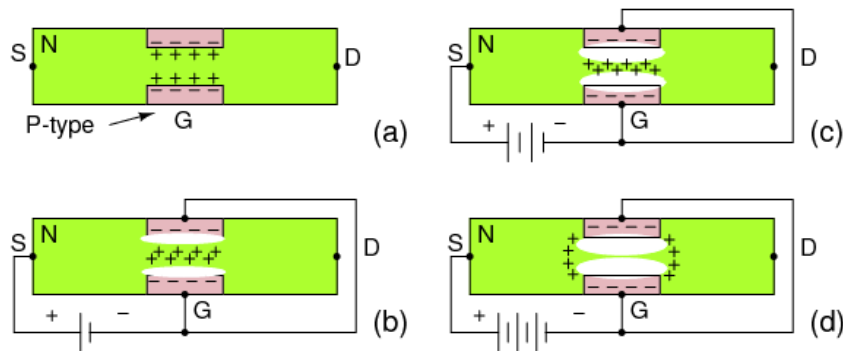 S N D
P-type G (a)
S N D
+ − G (c)
S N D
+ − G (b)
S N D
+ − G (d)